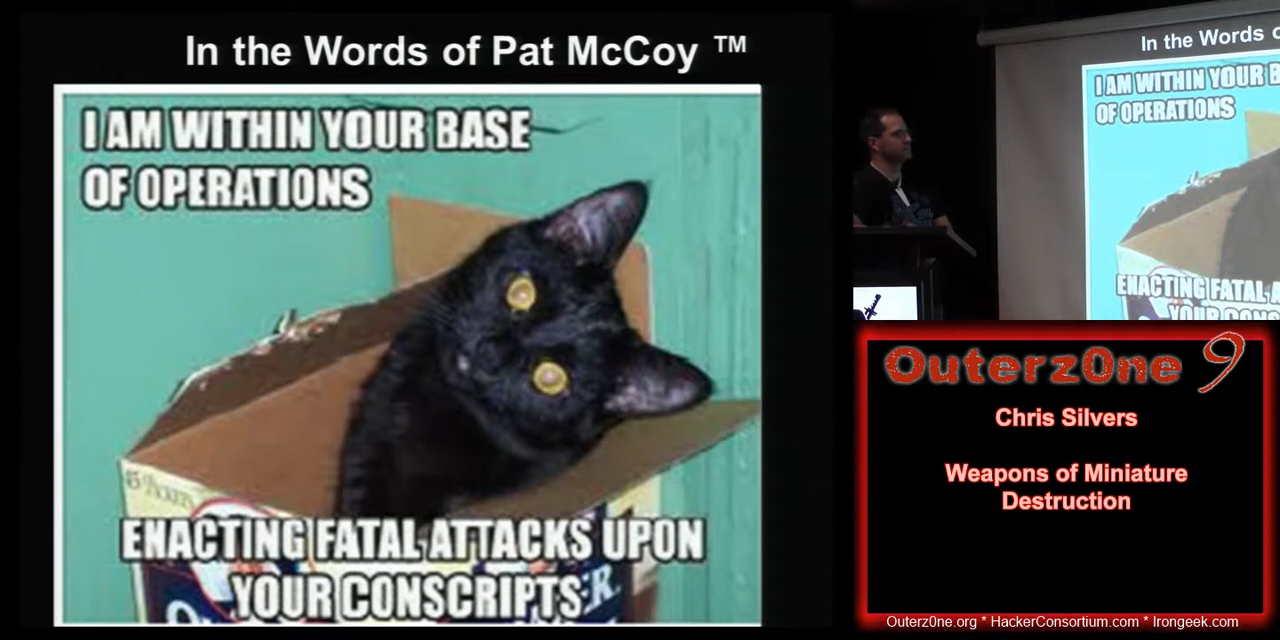 In the Words of Pat McCoy ™
I AM WITHIN YOUR BASE
OF OPERATIONS
ENACTING FATAL ATTACKS UPON
YOUR CONSCRIPTS
In the Words
I AM WITHIN YOUR B
OF OPERATIONS
ENACTING FATAL
YOUR CONS
Outerz0ne 9
Chris Silvers
Weapons of Miniature
Destruction
Outerz0ne.org * HackerConsortium.com * Irongeek.com